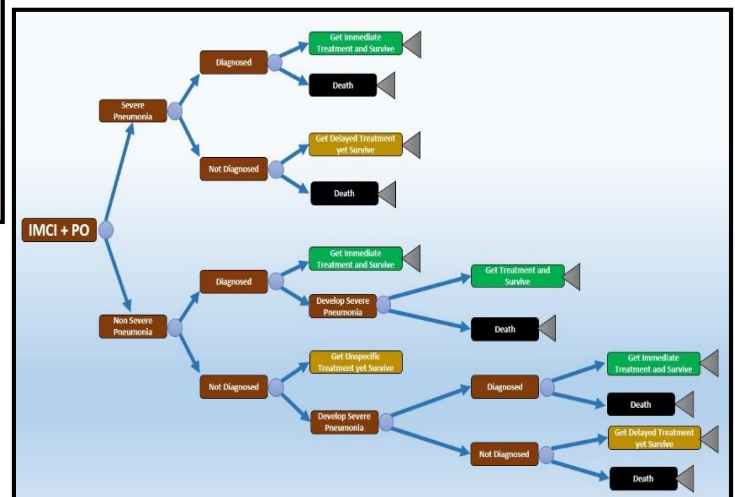 Get Immediate
Treatment and Survive
Diagnosed
Death
Severe
Pneumonia
Get Delayed Treatment
yet Survive
Not Diagnosed
Death
IMCI + PO
Get Immediate
Treatment and Survive
Diagnosed
Get Treatment and
Survive
Develop Severe
Pneumonia
Death
Non Severe
Pneumonia
Get Unspecific
Treatment yet Survive
Not Diagnosed
Get Immediate
Treatment and Survive
Diagnosed
Death
Develop Severe
Pneumonia
Get Delayed Treatment
yet Survive
Not Diagnosed
Death